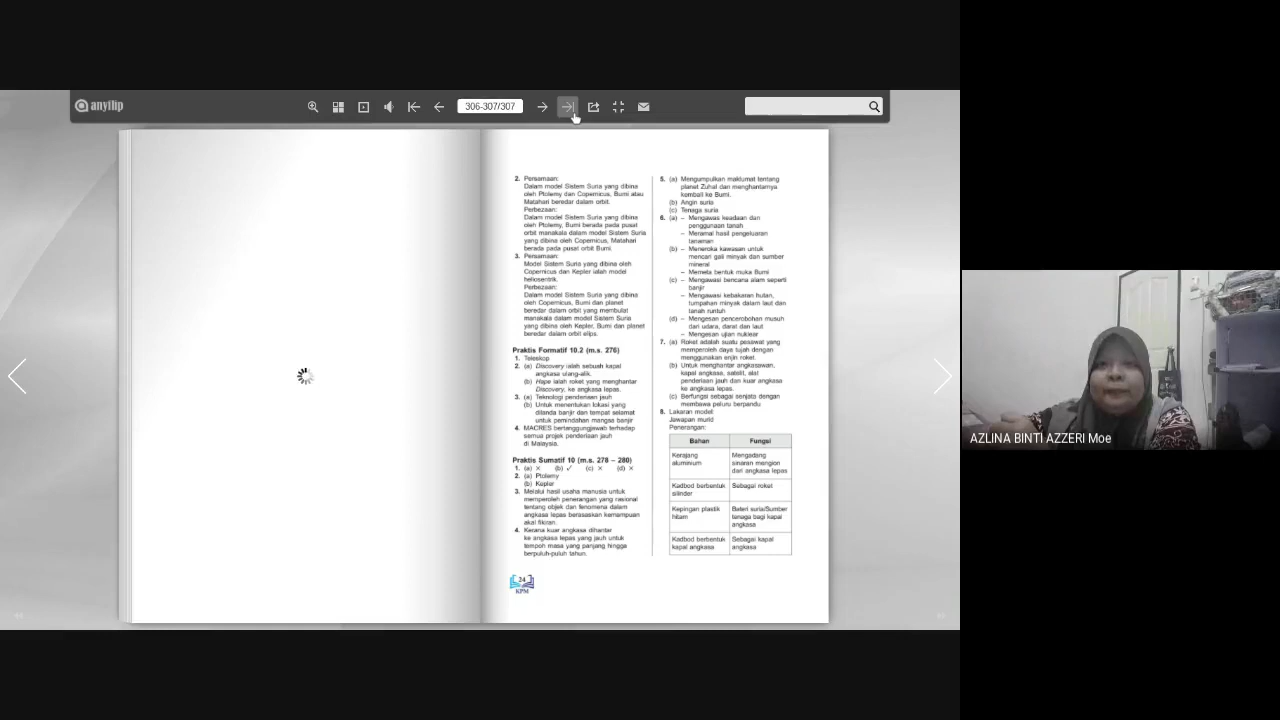 anyflip
306-307/307
2. Persamaan:
Dalam model Sistem Suria yang dibina
oleh Ptolemy dan Copernicus, Bumi atau
Matahari beredar dalam orbit.
Perbezaan:
Dalam model Sistem Suria yang dibina
oleh Ptolemy, Bumi berada pada pusat
orbit manakala dalam model Sistem Suria
yang dibina oleh Copernicus, Matahari
berada pada pusat orbit Bumi.
3. Persamaan:
Model Sistem Suria yang dibina oleh
Copernicus dan Kepler ialah model
heliosentrik.
Perbezaan:
Dalam model Sistem Suria yang dibina
oleh Copernicus, Bumi dan planet
beredar dalam orbit yang membulat
manakala dalam model Sistem Suria
yang dibina oleh Kepler, Bumi dan planet
beredar dalam orbit elips.
Praktis Formatif 10.2 (m.s. 276)
1. Teleskop
2. (a) Discovery ialah sebuah kapal
angkasa ulang-alik.
(b) Hape ialah roket yang menghantar
Discovery, ke angkasa lepas.
3. (a) Teknologi penderiaan jauh
(b) Untuk menentukan lokasi yang
dilanda banjir dan tempat selamat
untuk pemindahan mangsa banjir
4. MACRES bertanggungjawab terhadap
semua projek penderiaan jauh
di Malaysia.
Praktis Sumatif 10 (m.s. 278 – 280)
1. (a) ✗ (b) ✓ (c) ✗ (d) ✗
2. (a) Ptolemy
(b) Kepler
3. Melalui hasil usaha manusia untuk
memperoleh penerangan yang rasional
tentang objek dan fenomena dalam
angkasa lepas berasaskan kemampuan
akal fikiran.
4. Kerana kuar angkasa dihantar
ke angkasa lepas yang jauh untuk
tempoh masa yang panjang hingga
berpuluh-puluh tahun.
24
KPM
5. (a) Mengumpulkan maklumat tentang
planet Zuhal dan menghantarnya
kembali ke Bumi.
(b) Angin suria
(c) Tenaga suria
6. (a) – Mengawas keadaan dan
penggunaan tanah
– Meramal hasil pengeluaran
tanaman
(b) – Meneroka kawasan untuk
mencari gali minyak dan sumber
mineral
– Memeta bentuk muka Bumi
(c) – Mengawasi bencana alam seperti
banjir
– Mengawasi kebakaran hutan,
tumpahan minyak dalam laut dan
tanah runtuh
(d) – Mengesan pencerobohan musuh
dari udara, darat dan laut
– Mengesan ujian nuklear
7. (a) Roket adalah suatu pesawat yang
memperoleh daya tujah dengan
menggunakan enjin roket.
(b) Untuk menghantar angkasawan,
kapal angkasa, satelit, alat
penderiaan jauh dan kuar angkasa
ke angkasa lepas.
(c) Berfungsi sebagai senjata dengan
membawa peluru berpandu
8. Lakaran model
Jawapan murid
Penerangan:
Bahan Fungsi
Kerajang aluminium Mengadang sinaran mengion dari angkasa lepas
Kadbod berbentuk silinder Sebagai roket
Kepingan plastik hitam Bateri suria/Sumber tenaga bagi kapal angkasa
Kadbod berbentuk kapal angkasa Sebagai kapal angkasa
AZLINA BINTI AZZERI Moe